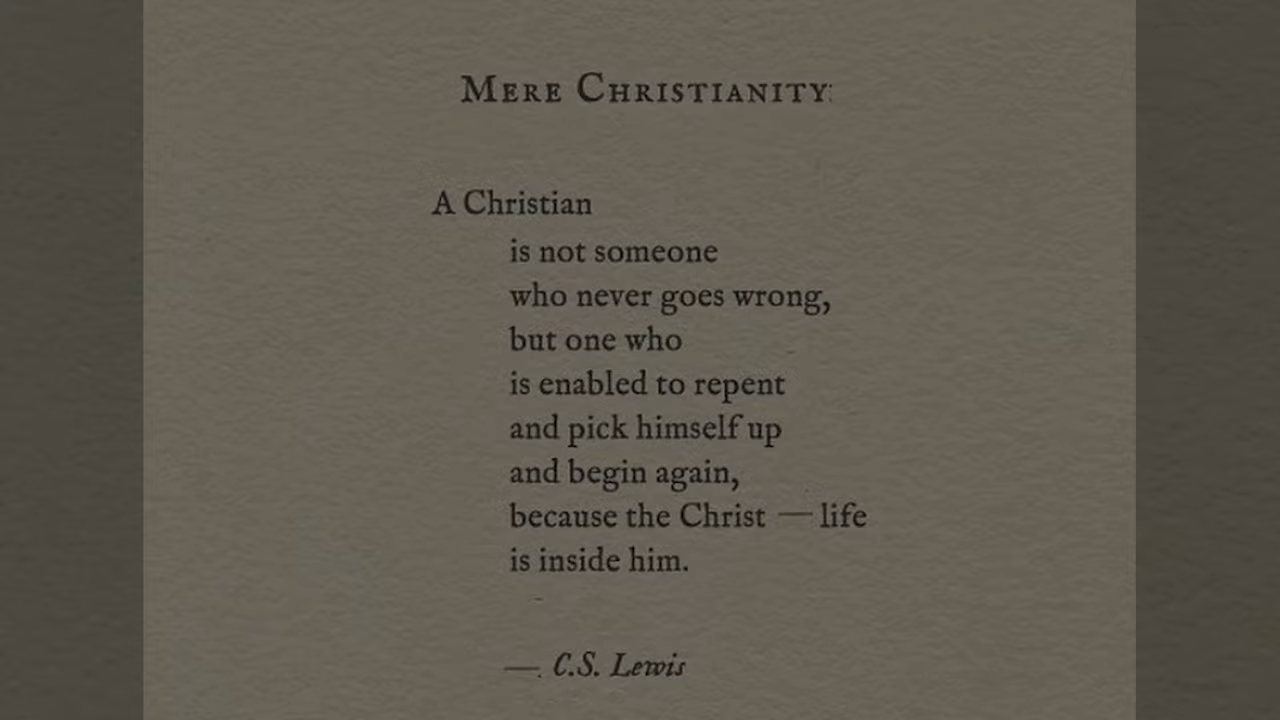 MERE CHRISTIANITY:
A Christian
is not someone
who never goes wrong,
but one who
is enabled to repent
and pick himself up
and begin again,
because the Christ — life
is inside him.
— C.S. Lewis